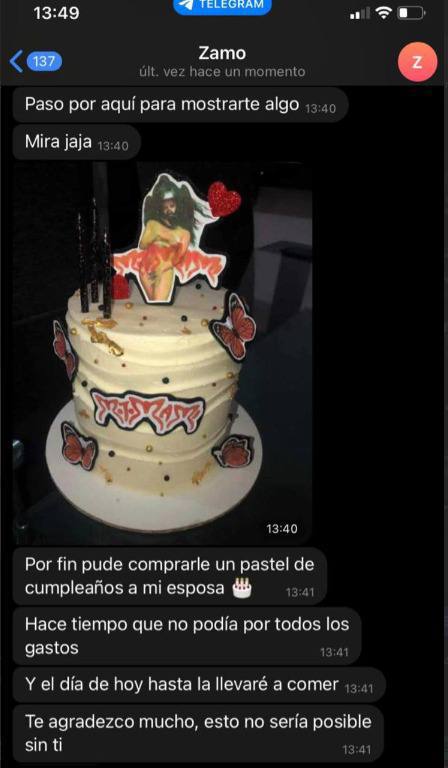 13:49
TELEGRAM
137
Zamo
últ. vez hace un momento
Paso por aquí para mostrarte algo 13:40
Mira jaja 13:40
MOTOMAMI
13:40
Por fin pude comprarle un pastel de
cumpleaños a mi esposa 🎂 13:41
Hace tiempo que no podía por todos los
gastos 13:41
Y el día de hoy hasta la llevaré a comer 13:41
Te agradezco mucho, esto no sería posible
sin ti 13:41
Z